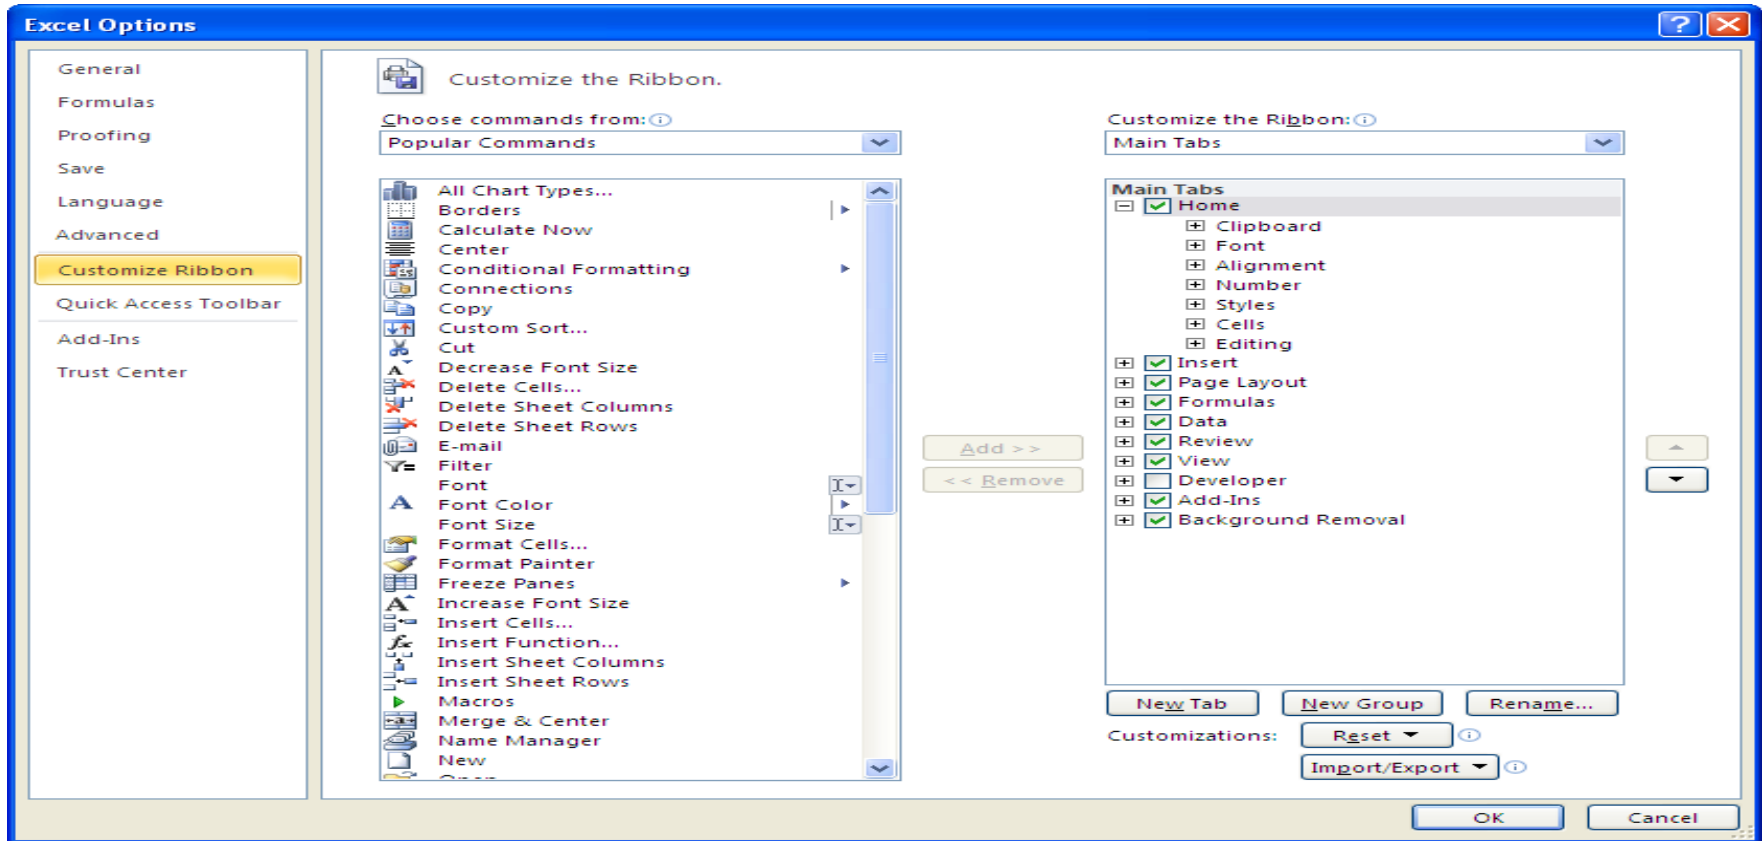 Excel Options
General
Formulas
Proofing
Save
Language
Advanced
Customize Ribbon
Quick Access Toolbar
Add-Ins
Trust Center
Customize the Ribbon.
Choose commands from:
Popular Commands
All Chart Types...
Borders
Calculate Now
Center
Conditional Formatting
Connections
Copy
Custom Sort...
Cut
Decrease Font Size
Delete Cells...
Delete Sheet Columns
Delete Sheet Rows
E-mail
Filter
Font
Font Color
Font Size
Format Cells...
Format Painter
Freeze Panes
Increase Font Size
Insert Cells...
Insert Function...
Insert Sheet Columns
Insert Sheet Rows
Macros
Merge & Center
Name Manager
New
Add >>
<< Remove
Customize the Ribbon:
Main Tabs
Main Tabs
Home
Clipboard
Font
Alignment
Number
Styles
Cells
Editing
Insert
Page Layout
Formulas
Data
Review
View
Developer
Add-Ins
Background Removal
New Tab New Group Rename...
Customizations: Reset
Import/Export
OK Cancel